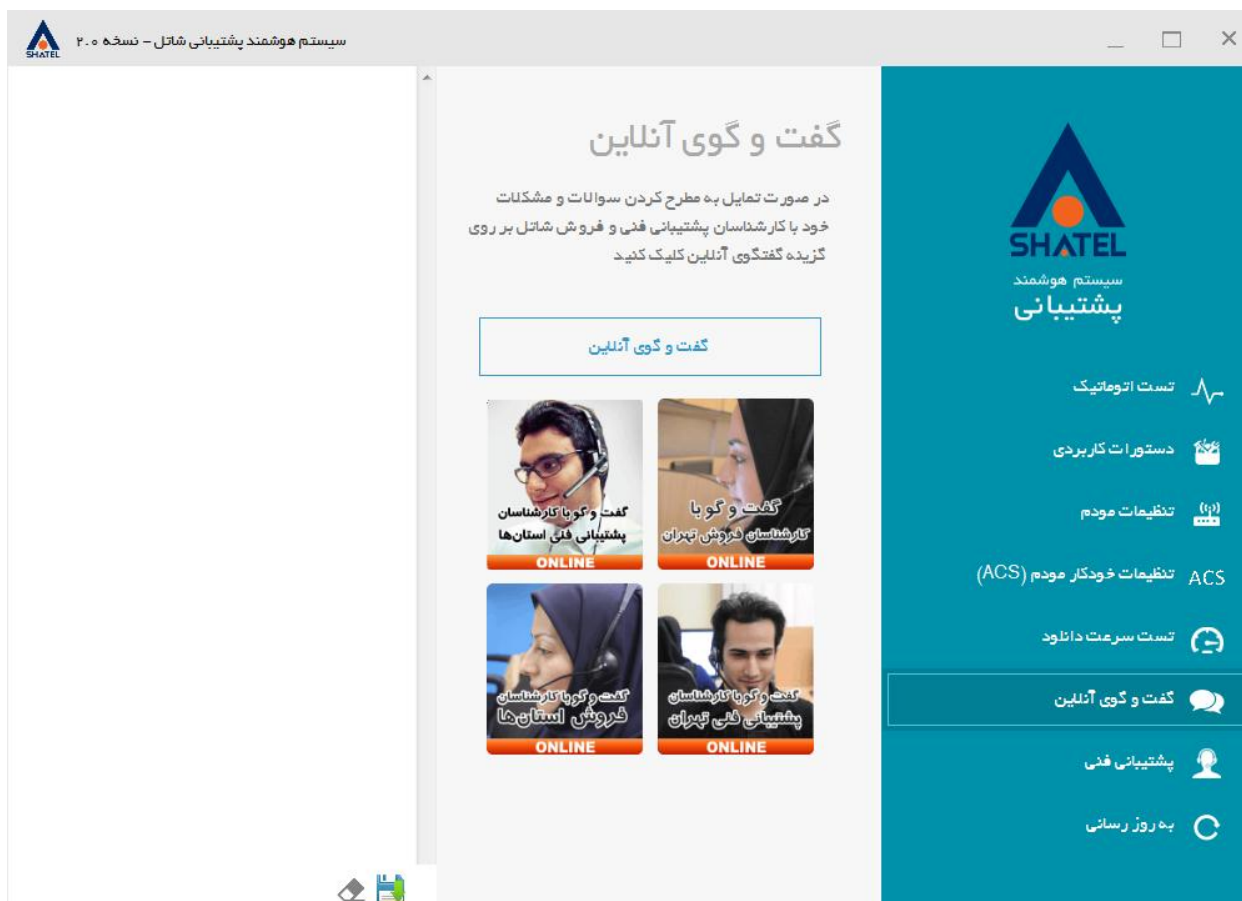 سیستم هوشمند پشتیبانی شاتل – نسخه ۲.۰
SHATEL
SHATEL
سیستم هوشمند
پشتیبانی
تست اتوماتیک
دستورات کاربردی
تنظیمات مودم
ACS تنظیمات خودکار مودم (ACS)
تست سرعت دانلود
گفت و گوی آنلاین
پشتیبانی فنی
به روز رسانی
گفت و گوی آنلاین
در صورت تمایل به مطرح کردن سوالات و مشکلات
خود با کارشناسان پشتیبانی فنی و فروش شاتل بر روی
گزینه گفتگوی آنلاین کلیک کنید
گفت و گوی آنلاین
گفت و گو با
کارشناسان فروش تهران
ONLINE
گفت و گو با کارشناسان
پشتیبانی فنی استان‌ها
ONLINE
گفت و گو با کارشناسان
پشتیبانی فنی تهران
ONLINE
گفت و گو با کارشناسان
فروش استان‌ها
ONLINE